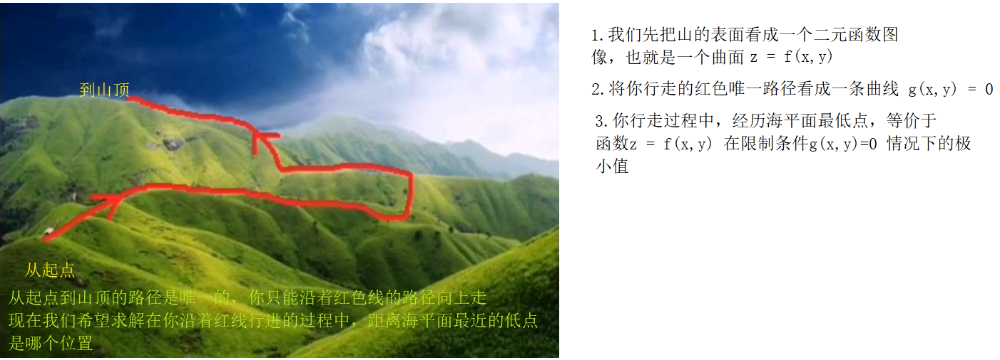 到山顶
从起点
从起点到山顶的路径是唯一的，你只能沿着红色线的路径向上走
现在我们希望求解在你沿着红线行进的过程中，距离海平面最近的低点
是哪个位置
1.我们先把山的表面看成一个二元函数图
像，也就是一个曲面 z = f(x,y)
2.将你行走的红色唯一路径看成一条曲线 g(x,y) = 0
3.你行走过程中，经历海平面最低点，等价于
函数z = f(x,y) 在限制条件g(x,y)=0 情况下的极
小值